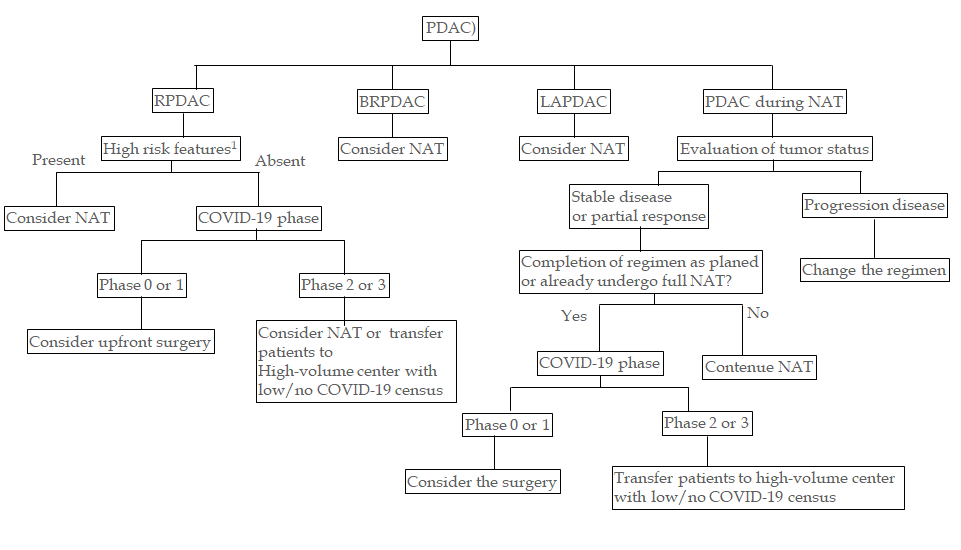 PDAC)
RPDAC
BRPDAC
LAPDAC
PDAC during NAT
High risk features1
Consider NAT
Consider NAT
Evaluation of tumor status
Present
Absent
Stable disease
or partial response
Progression disease
Consider NAT
COVID-19 phase
Completion of regimen as planed
or already undergo full NAT?
Change the regimen
Phase 0 or 1
Phase 2 or 3
Yes
No
Consider upfront surgery
Consider NAT or transfer
patients to
High-volume center with
low/no COVID-19 census
COVID-19 phase
Contenue NAT
Phase 0 or 1
Phase 2 or 3
Consider the surgery
Transfer patients to high-volume center
with low/no COVID-19 census